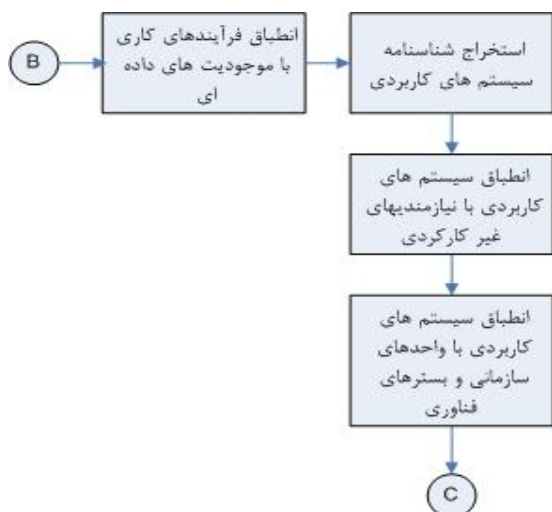 B
انطباق فرآیندهای کاری
با موجودیت های داده
ای
استخراج شناسنامه
سیستم های کاربردی
انطباق سیستم های
کاربردی با نیازمندیهای
غیر کارکردی
انطباق سیستم های
کاربردی با واحدهای
سازمانی و بسترهای
فناوری
C